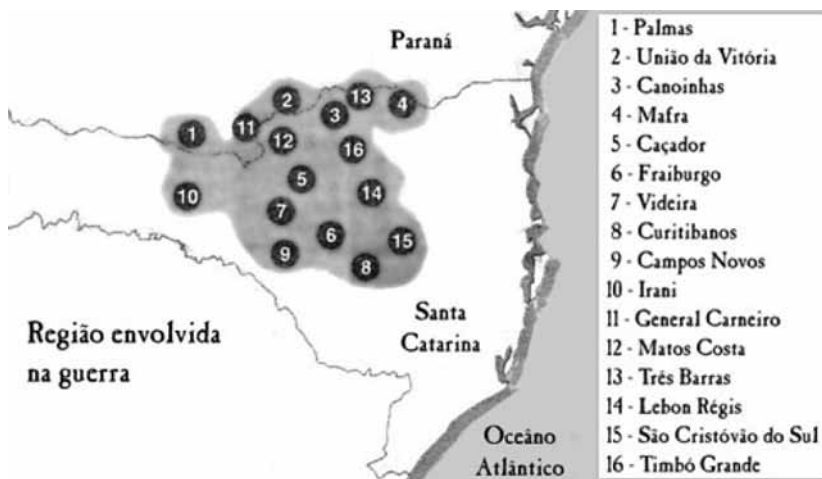 Paraná
1
2
3
4
5
6
7
8
9
10
11
12
13
14
15
16
Santa
Catarina
Região envolvida
na guerra
Oceâno
Atlântico
1 - Palmas
2 - União da Vitória
3 - Canoinhas
4 - Mafra
5 - Caçador
6 - Fraiburgo
7 - Videira
8 - Curitibanos
9 - Campos Novos
10 - Irani
11 - General Carneiro
12 - Matos Costa
13 - Três Barras
14 - Lebon Régis
15 - São Cristóvão do Sul
16 - Timbó Grande